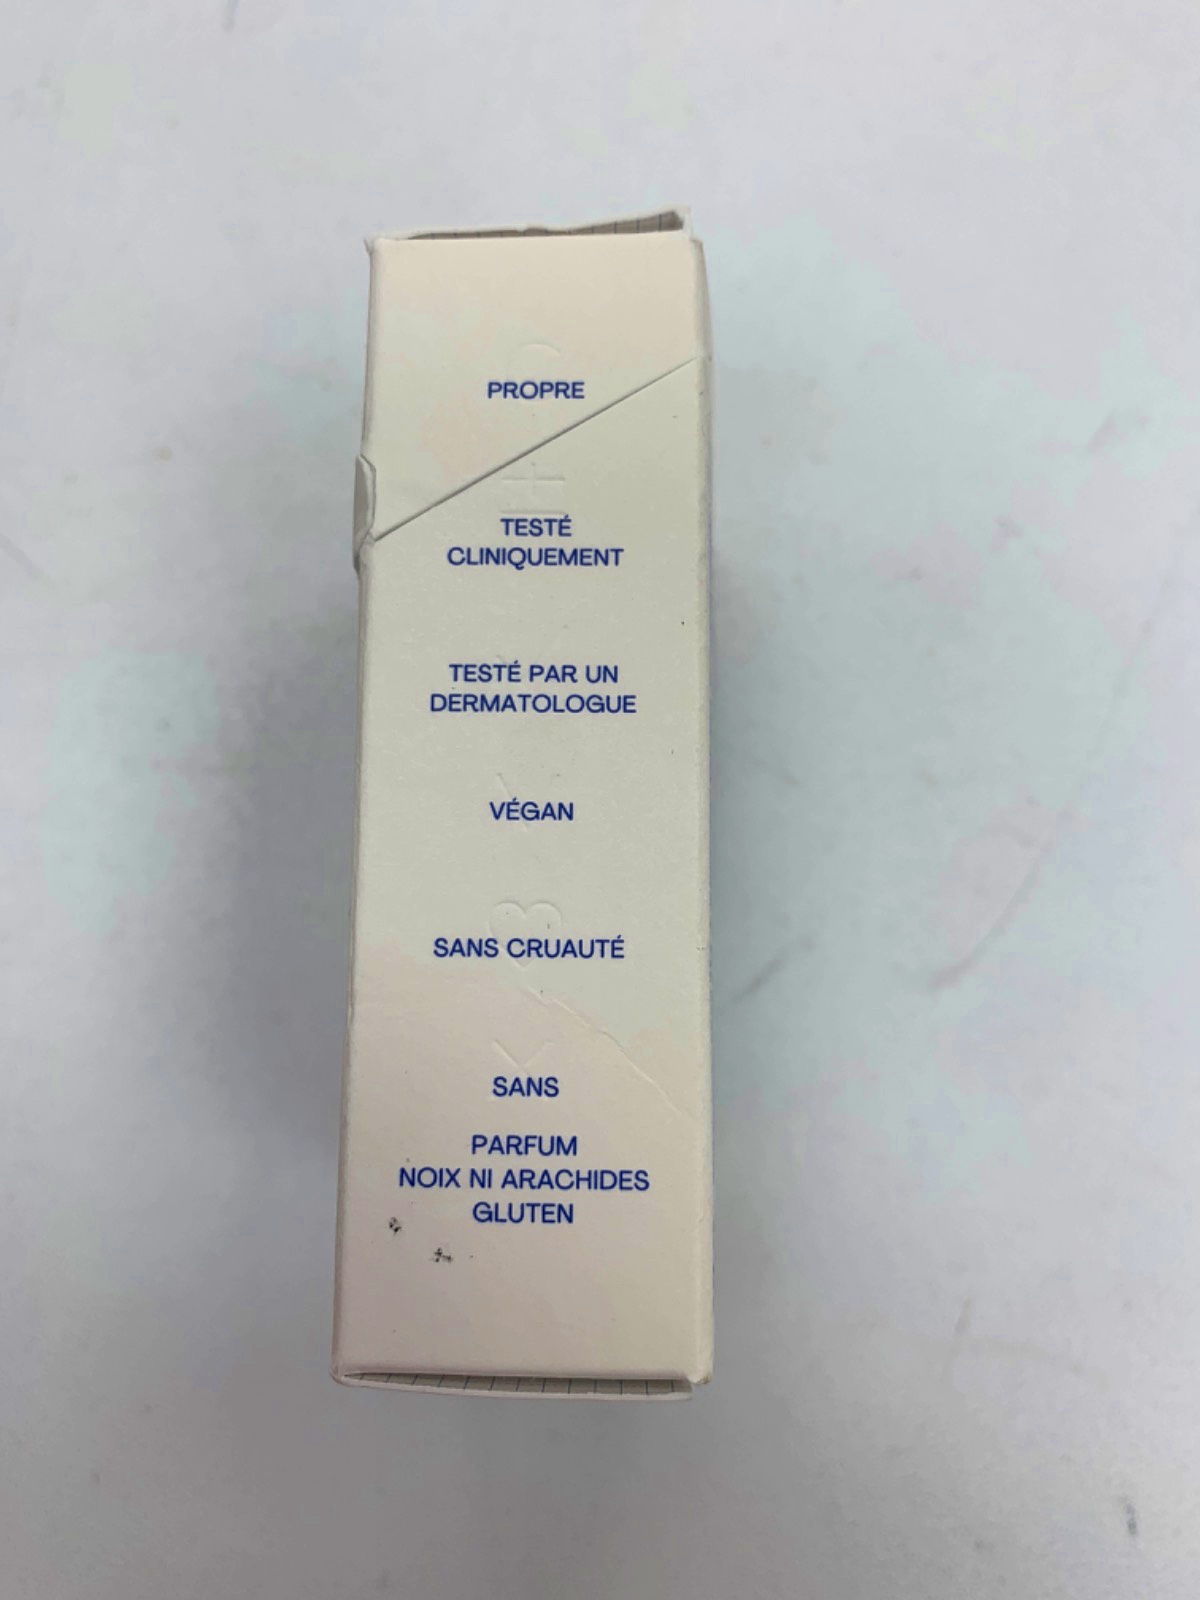 PROPRE
TESTÉ
CLINIQUEMENT
TESTÉ PAR UN
DERMATOLOGUE
VÉGAN
SANS CRUAUTÉ
SANS
PARFUM
NOIX NI ARACHIDES
GLUTEN